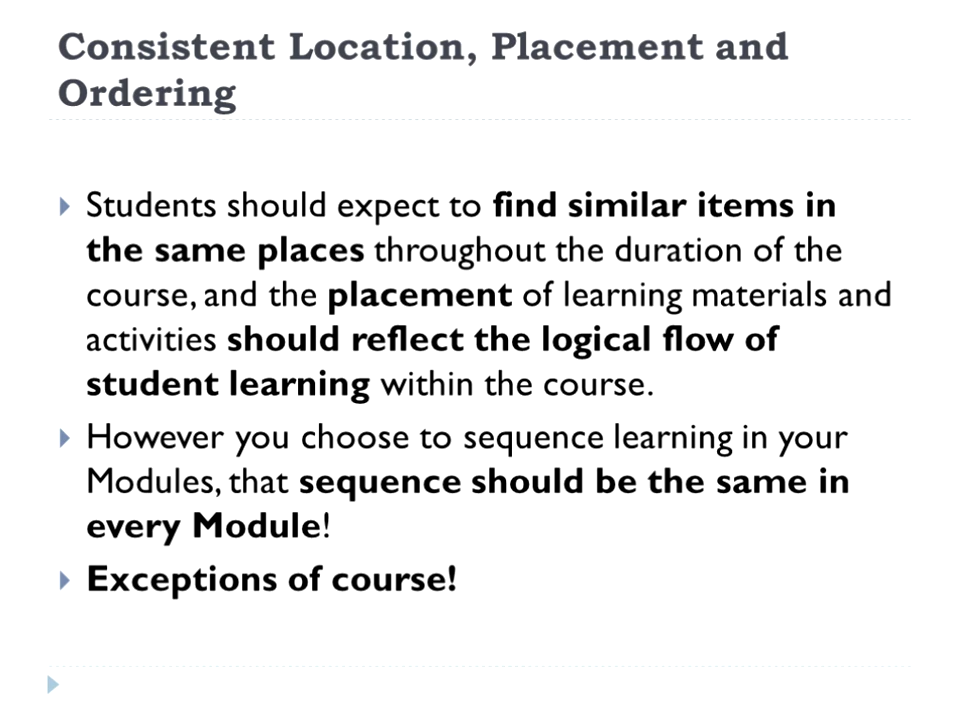 Consistent Location, Placement and
Ordering
Students should expect to find similar items in
the same places throughout the duration of the
course, and the placement of learning materials and
activities should reflect the logical flow of
student learning within the course.
However you choose to sequence learning in your
Modules, that sequence should be the same in
every Module!
Exceptions of course!